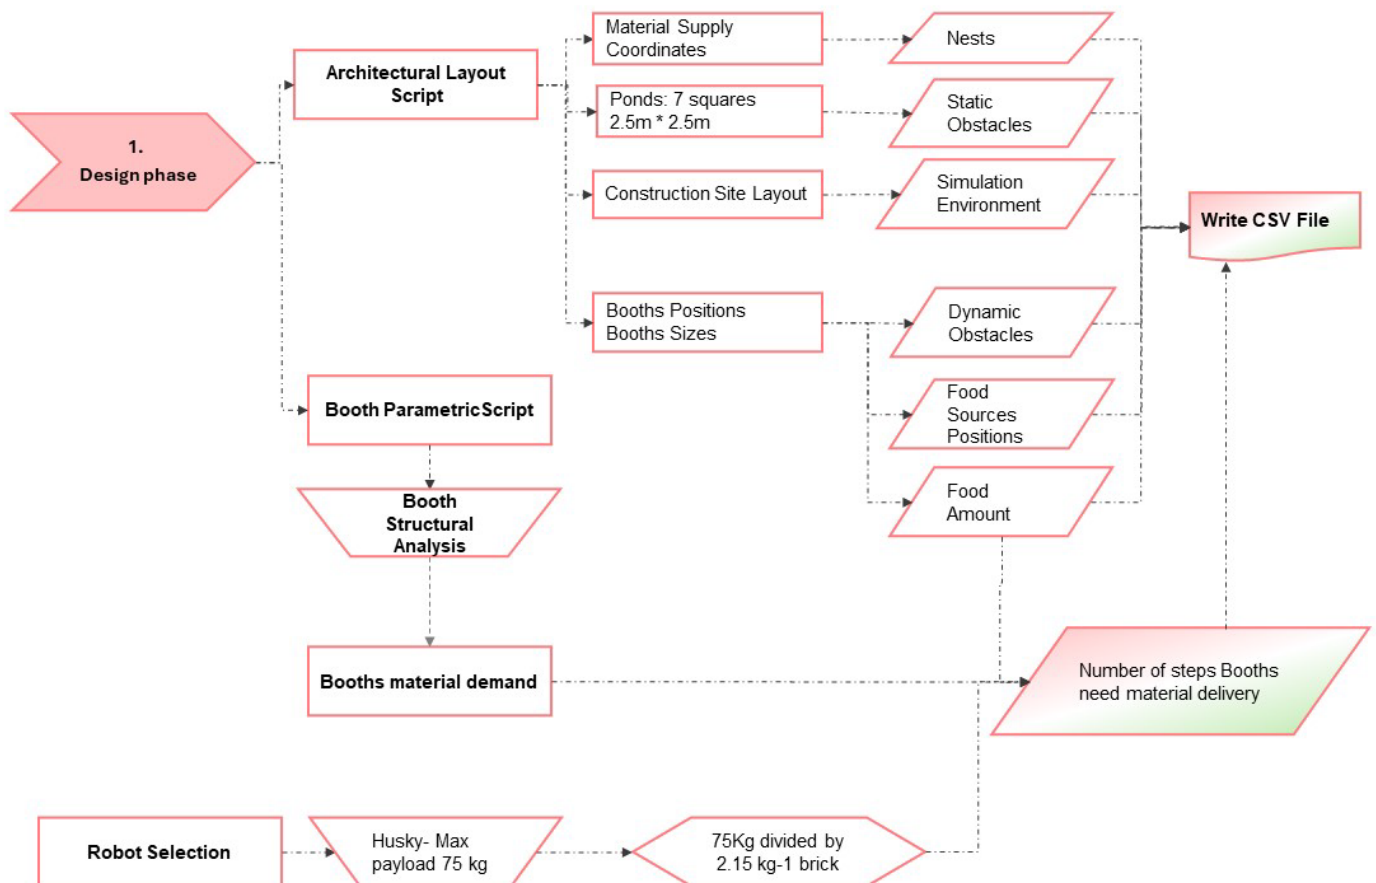 Material Supply
Coordinates
Nests
Architectural Layout
Script
Ponds: 7 squares
2.5m * 2.5m
Static
Obstacles
1.
Design phase
Construction Site Layout
Simulation
Environment
Write CSV File
Booths Positions
Booths Sizes
Dynamic
Obstacles
Booth Parametric Script
Food
Sources
Positions
Booth
Structural
Analysis
Food
Amount
Booths material demand
Number of steps Booths
need material delivery
Robot Selection
Husky- Max
payload 75 kg
75Kg divided by
2.15 kg-1 brick